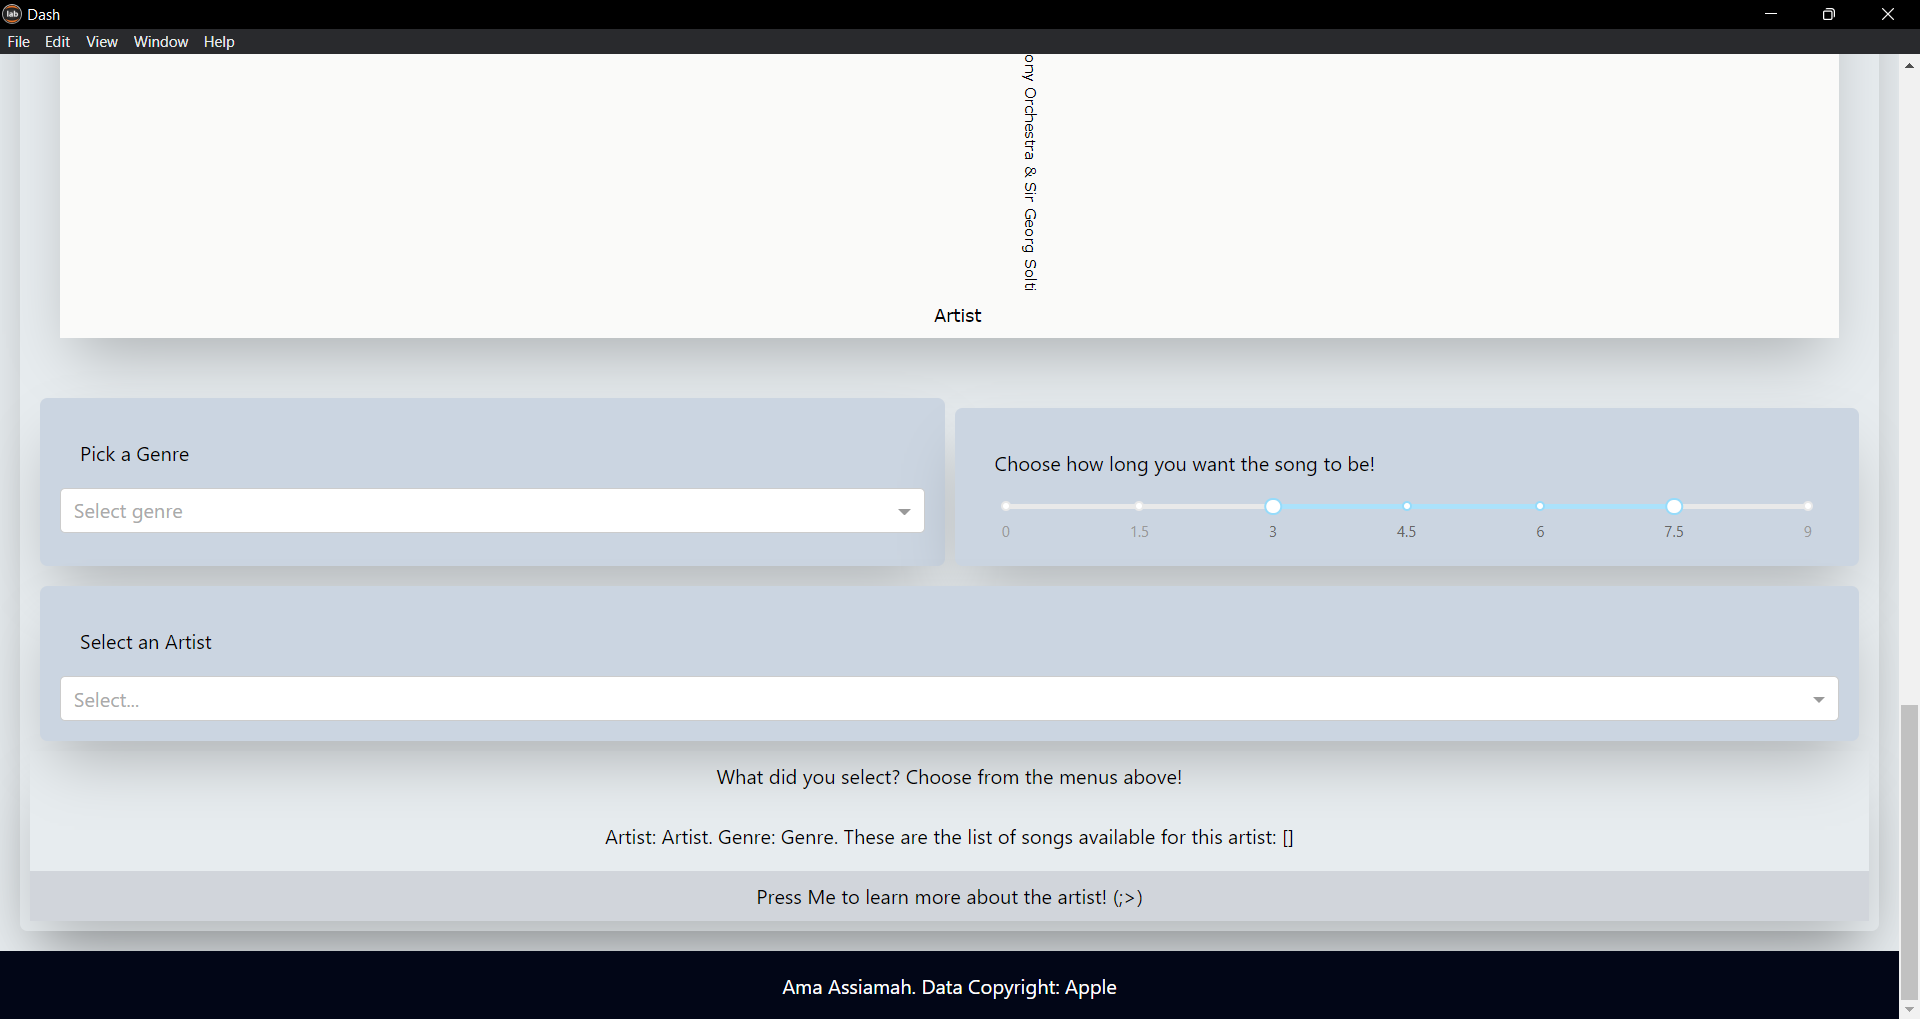 lab Dash
File Edit View Window Help
ony Orchestra & Sir Georg Solti
Artist
Pick a Genre
Select genre
Choose how long you want the song to be!
0 1.5 3 4.5 6 7.5 9
Select an Artist
Select...
What did you select? Choose from the menus above!
Artist: Artist. Genre: Genre. These are the list of songs available for this artist: []
Press Me to learn more about the artist! (;>)
Ama Assiamah. Data Copyright: Apple